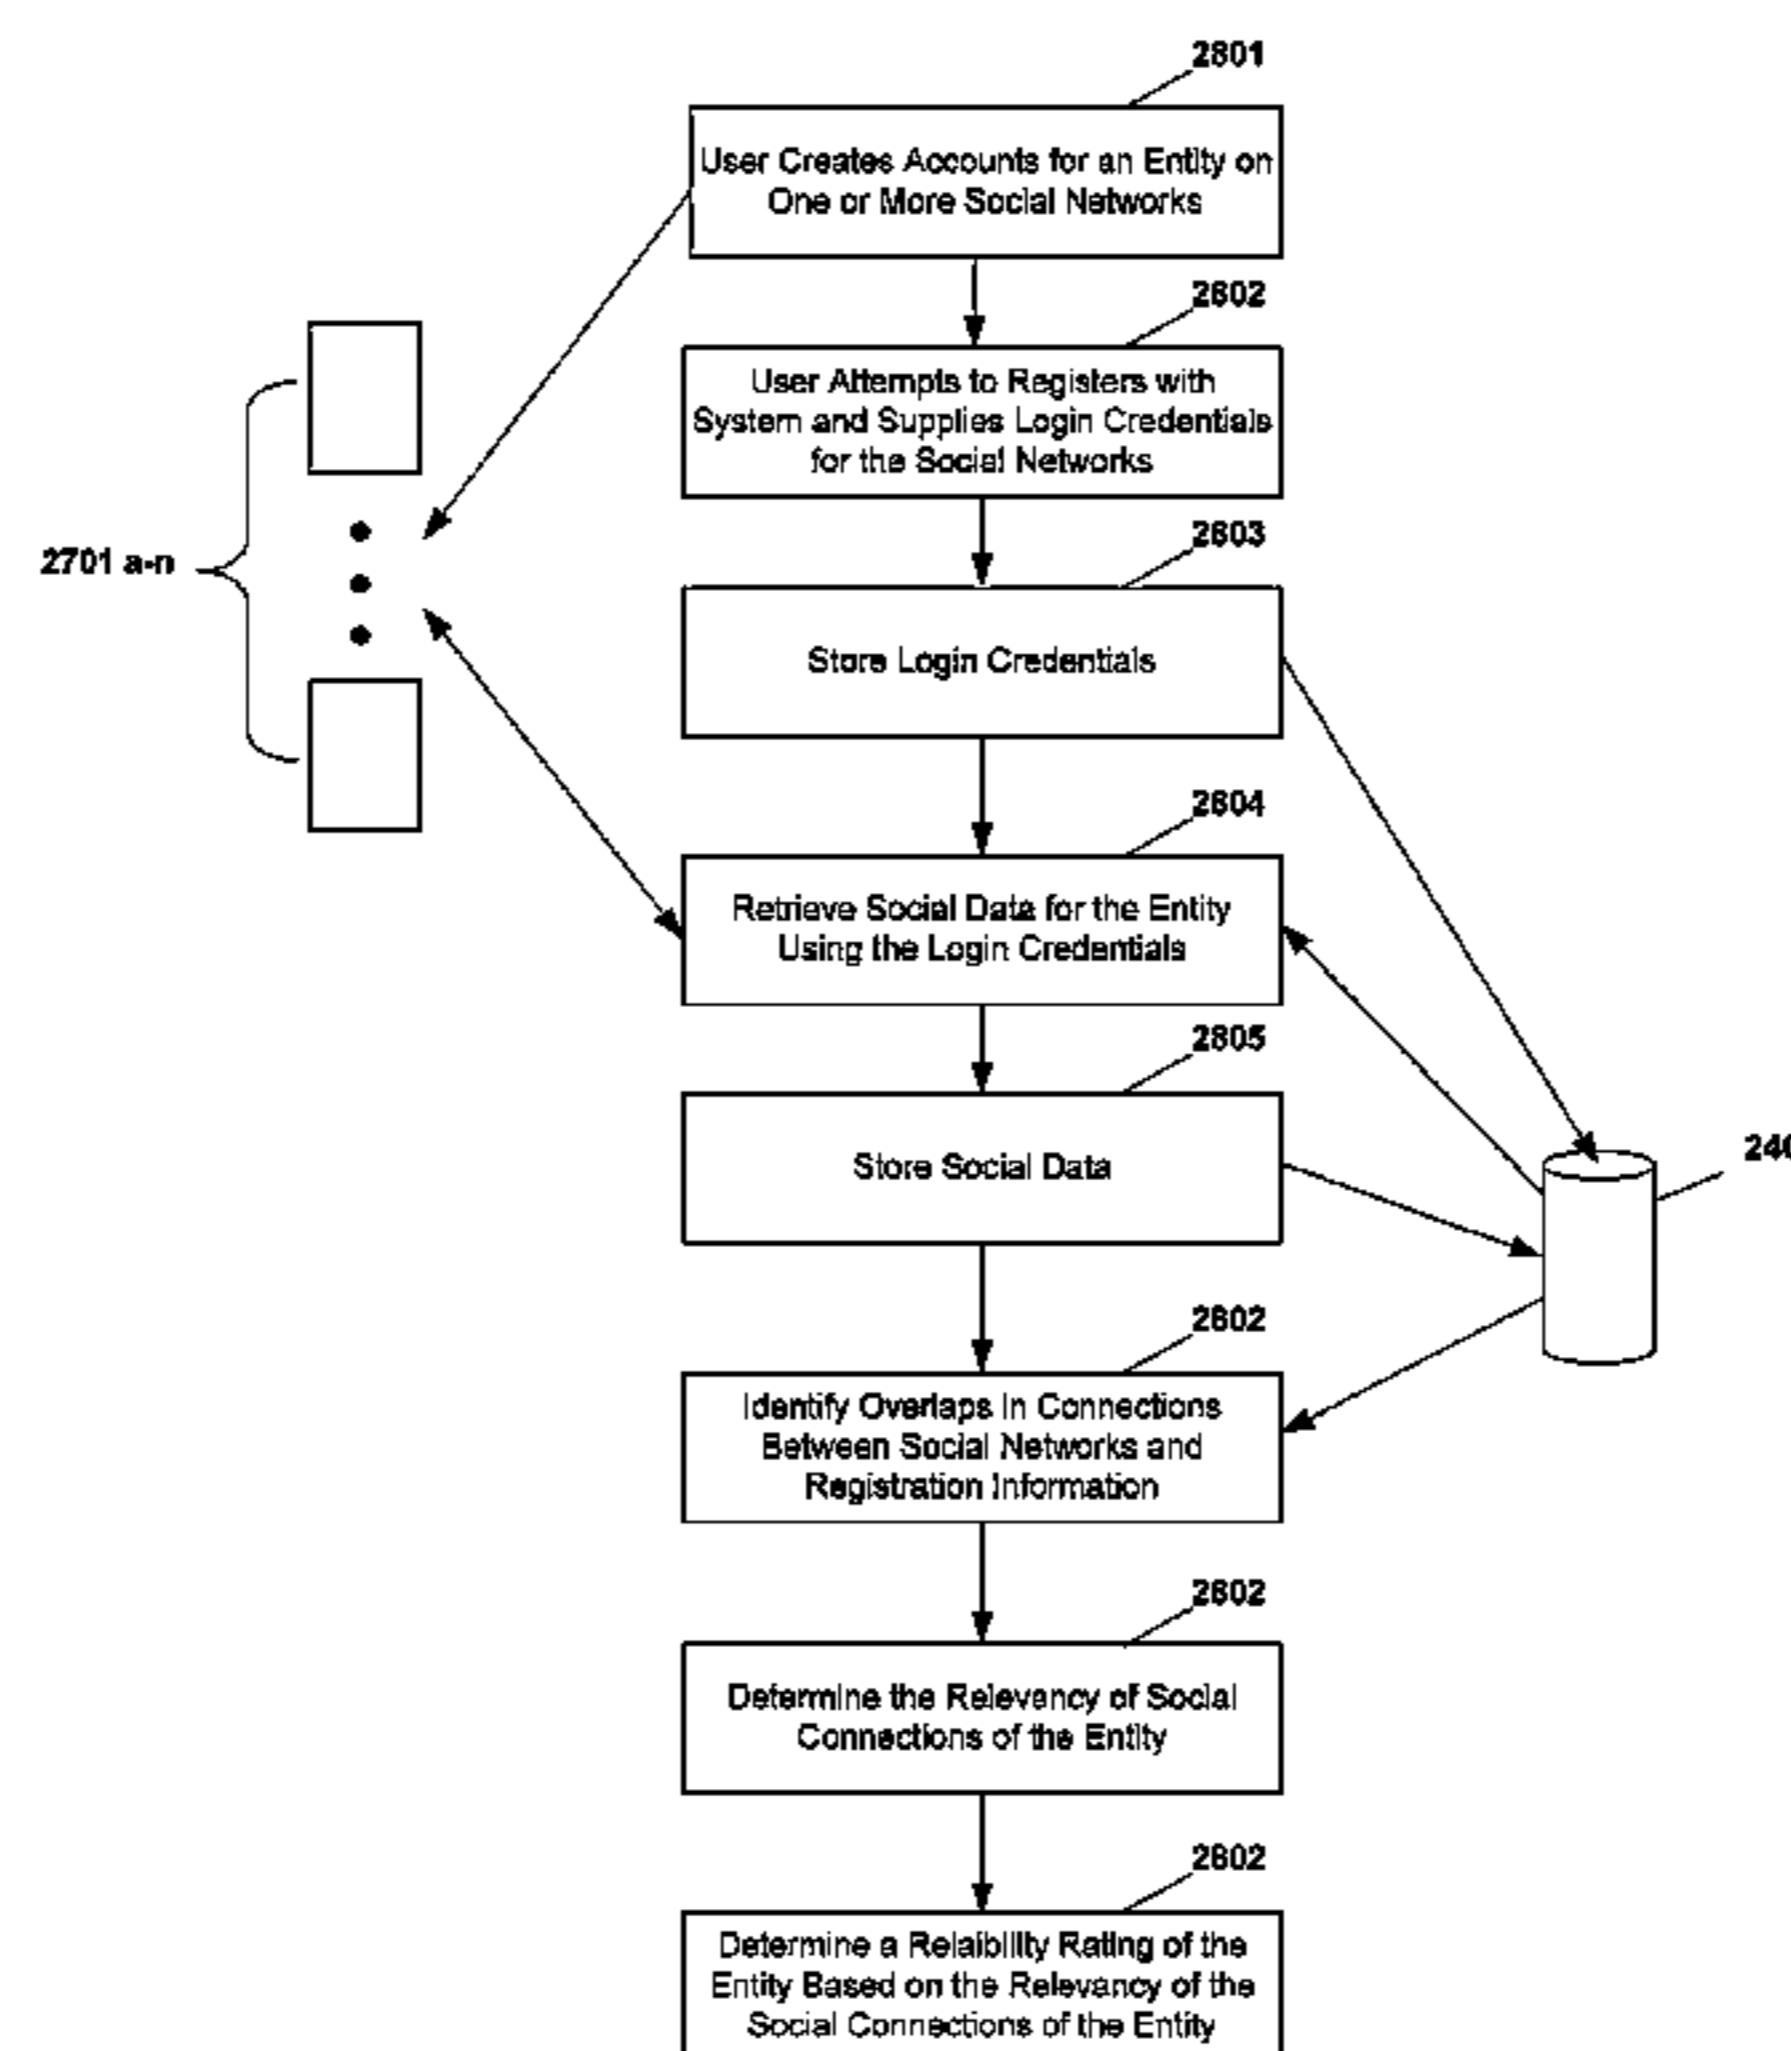 2801
User Creates Accounts for an Entity on
One or More Social Networks
2802
User Attempts to Registers with
System and Supplies Login Credentials
for the Social Networks
2803
2701 a-n
Store Login Credentials
2804
Retrieve Social Data for the Entity
Using the Login Credentials
2805
Store Social Data
240
2802
Identify Overlaps in Connections
Between Social Networks and
Registration Information
2802
Determine the Relevancy of Social
Connections of the Entity
2802
Determine a Relaibility Rating of the
Entity Based on the Relevancy of the
Social Connections of the Entity